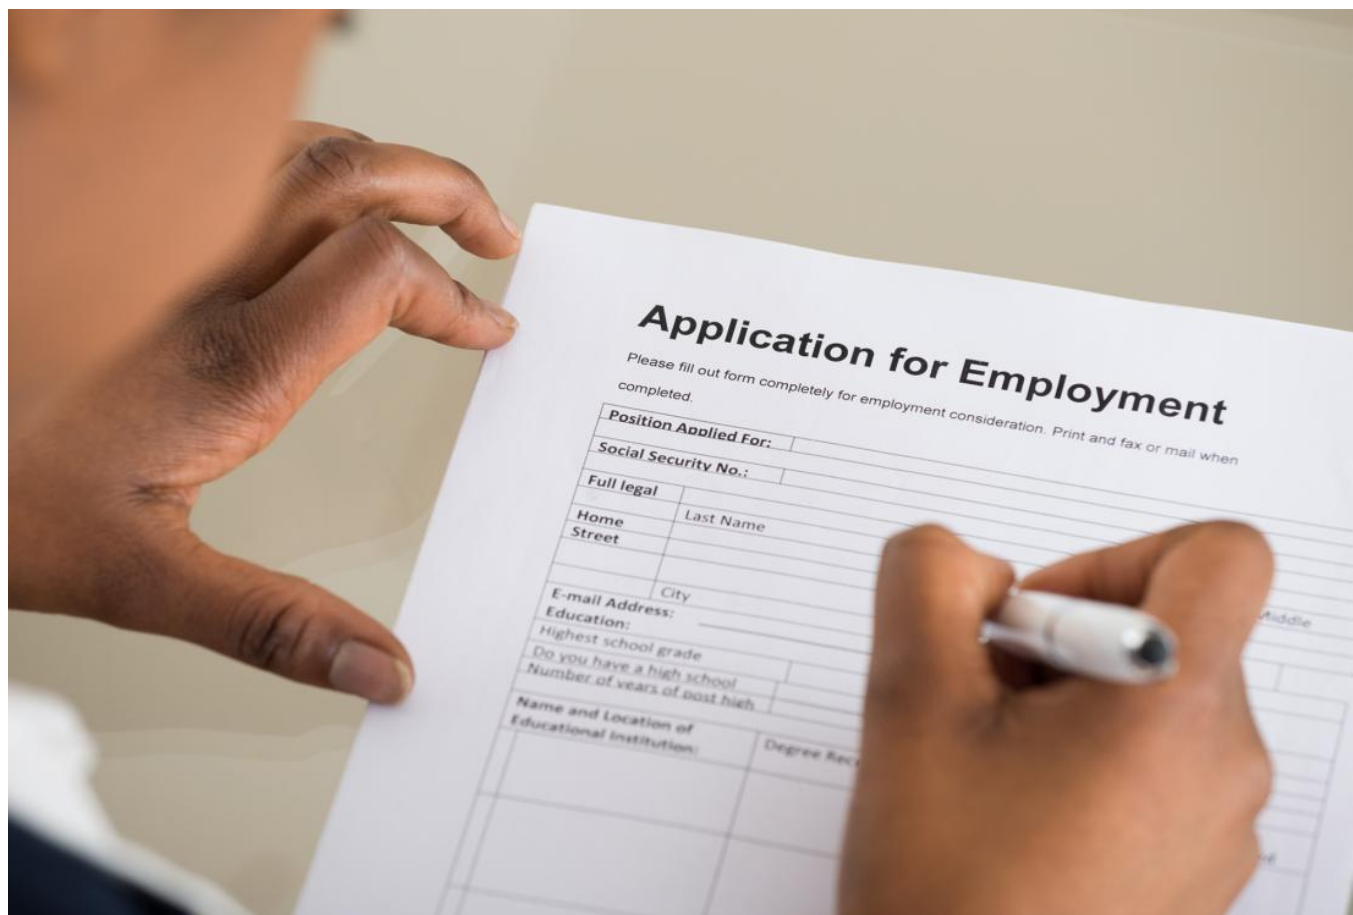 Application for Employment
Please fill out form completely for employment consideration. Print and fax or mail when
completed.
Position Applied For:
Social Security No.:
Full legal
Last Name
Middle
Home
Street
City
E-mail Address:
Education:
Highest school grade
Do you have a high school
Number of years of post high
Name and Location of
Educational Institution:
Degree